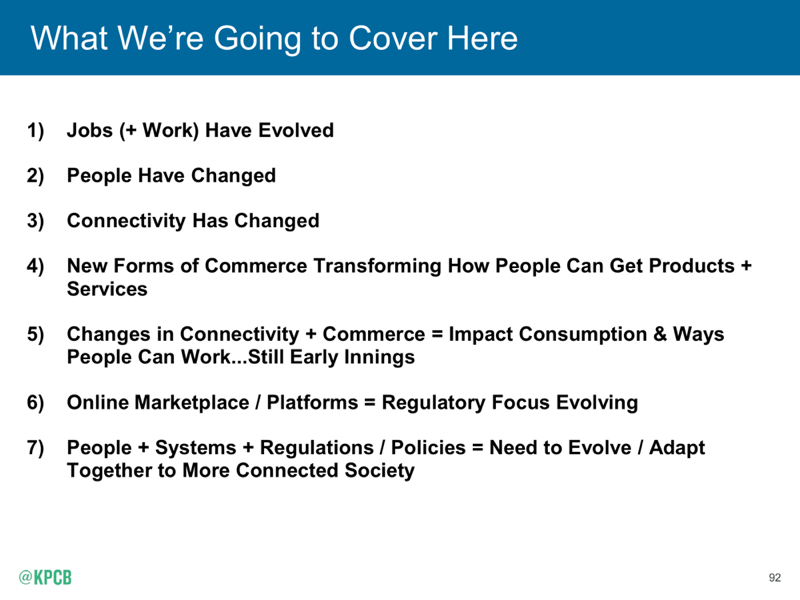 What We’re Going to Cover Here
1) Jobs (+ Work) Have Evolved
2) People Have Changed
3) Connectivity Has Changed
4) New Forms of Commerce Transforming How People Can Get Products +
Services
5) Changes in Connectivity + Commerce = Impact Consumption & Ways
People Can Work...Still Early Innings
6) Online Marketplace / Platforms = Regulatory Focus Evolving
7) People + Systems + Regulations / Policies = Need to Evolve / Adapt
Together to More Connected Society
@KPCB
92